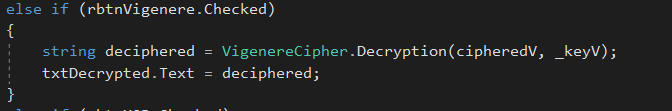 else if (rbtnVigenere.Checked)
{
string deciphered = VigenereCipher.Decryption(cipheredV, _keyV);
txtDecrypted.Text = deciphered;
}